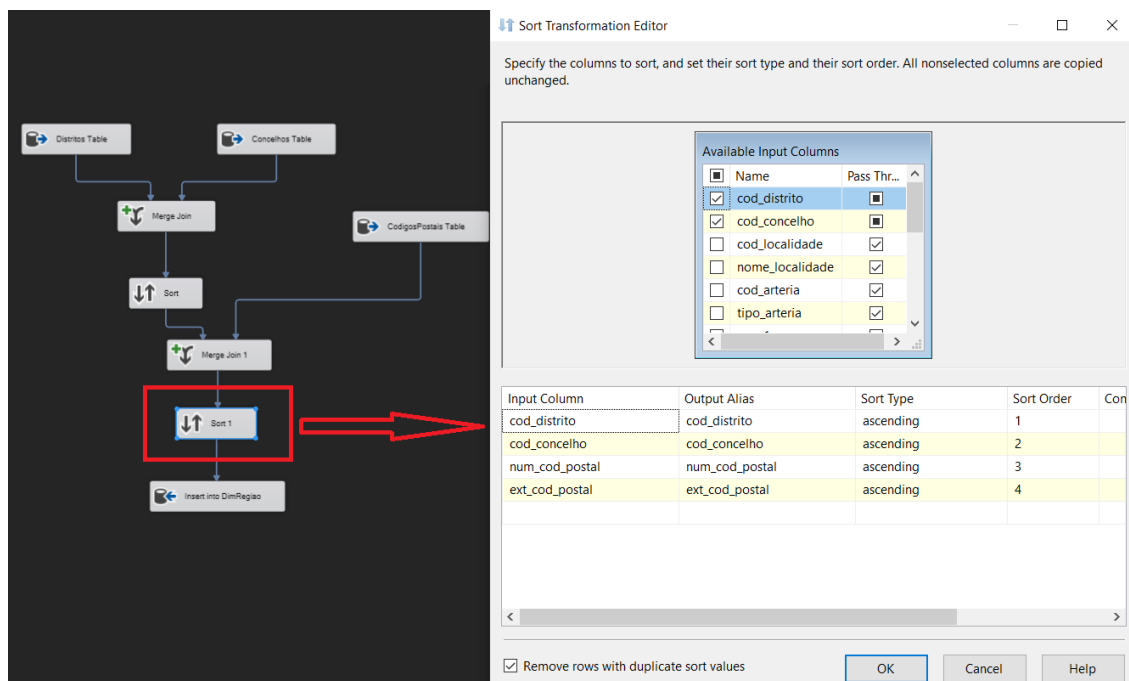 Distritos Table
Concelhos Table
Merge Join
CodigosPostais Table
Sort
Merge Join 1
Sort 1
Insert into DimRegiao
Sort Transformation Editor
Specify the columns to sort, and set their sort type and their sort order. All nonselected columns are copied
unchanged.
Available Input Columns
Name Pass Thr...
cod_distrito
cod_concelho
cod_localidade
nome_localidade
cod_arteria
tipo_arteria
Input Column Output Alias Sort Type Sort Order Con
cod_distrito cod_distrito ascending 1
cod_concelho cod_concelho ascending 2
num_cod_postal num_cod_postal ascending 3
ext_cod_postal ext_cod_postal ascending 4
Remove rows with duplicate sort values
OK Cancel Help